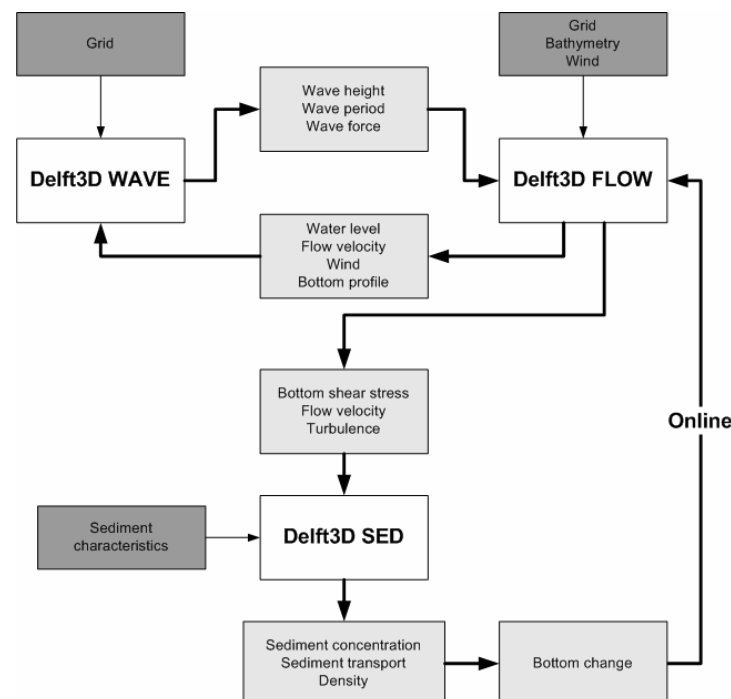 Grid
Grid
Bathymetry
Wind
Wave height
Wave period
Wave force
Delft3D WAVE
Delft3D FLOW
Water level
Flow velocity
Wind
Bottom profile
Bottom shear stress
Flow velocity
Turbulence
Online
Sediment
characteristics
Delft3D SED
Sediment concentration
Sediment transport
Density
Bottom change